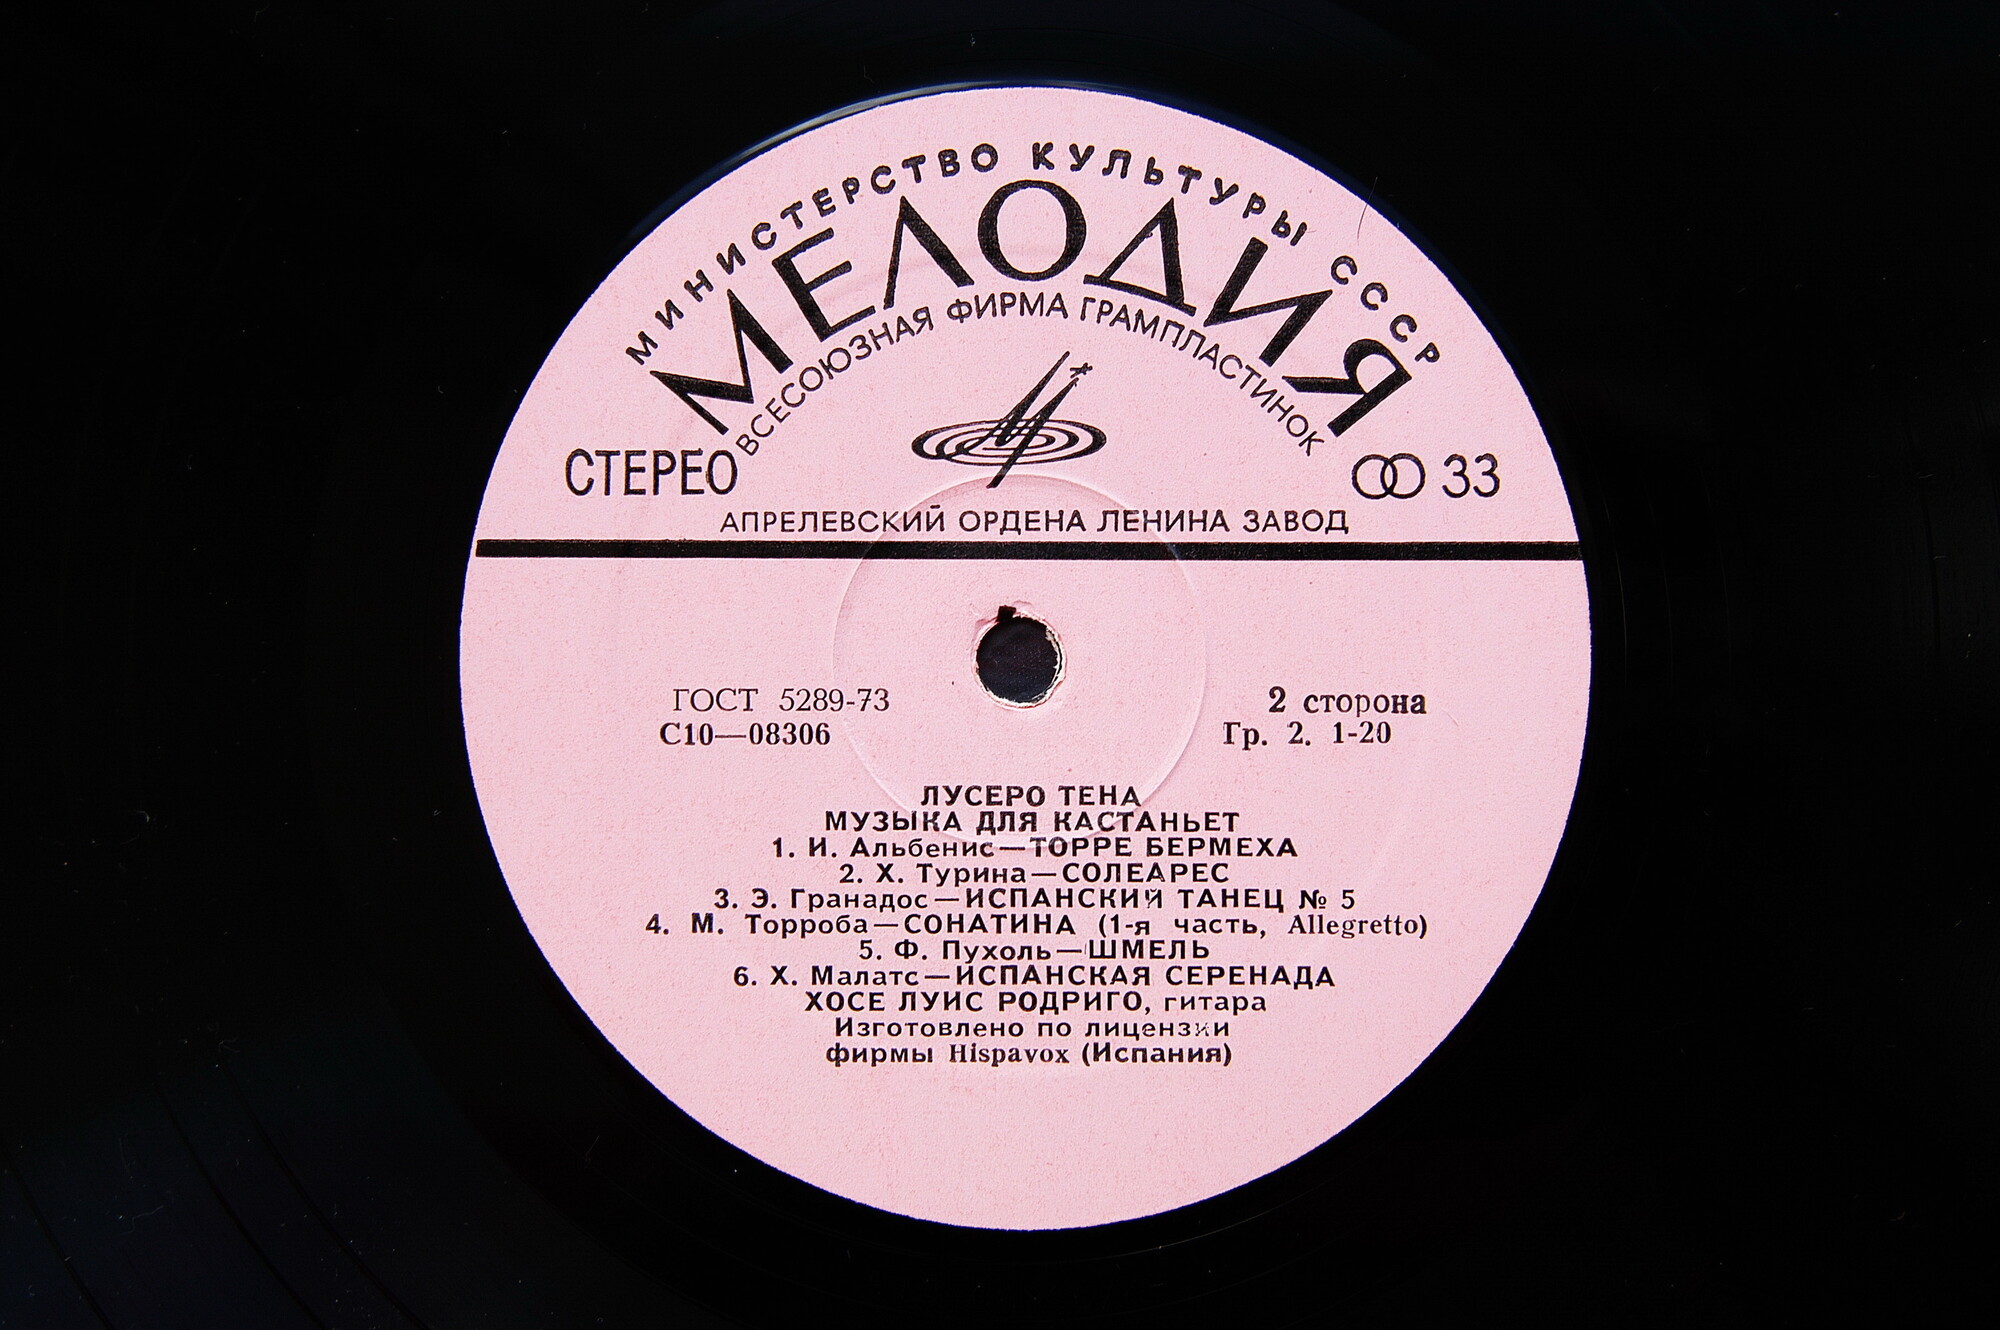 МИНИСТЕРСТВО КУЛЬТУРЫ СССР
МЕЛОДИЯ
ВСЕСОЮЗНАЯ ФИРМА ГРАМПЛАСТИНОК
СТЕРЕО
33
АПРЕЛЕВСКИЙ ОРДЕНА ЛЕНИНА ЗАВОД
ГОСТ 5289-73
2 сторона
С10—08306
Гр. 2. 1-20
ЛУСЕРО ТЕНА
МУЗЫКА ДЛЯ КАСТАНЬЕТ
1. И. Альбенис—ТОРРЕ БЕРМЕХА
2. Х. Турина—СОЛЕАРЕС
3. Э. Гранадос—ИСПАНСКИЙ ТАНЕЦ № 5
4. М. Торроба—СОНАТИНА (1-я часть, Allegretto)
5. Ф. Пухоль—ШМЕЛЬ
6. Х. Малатс—ИСПАНСКАЯ СЕРЕНАДА
ХОСЕ ЛУИС РОДРИГО, гитара
Изготовлено по лицензии
фирмы Hispavox (Испания)